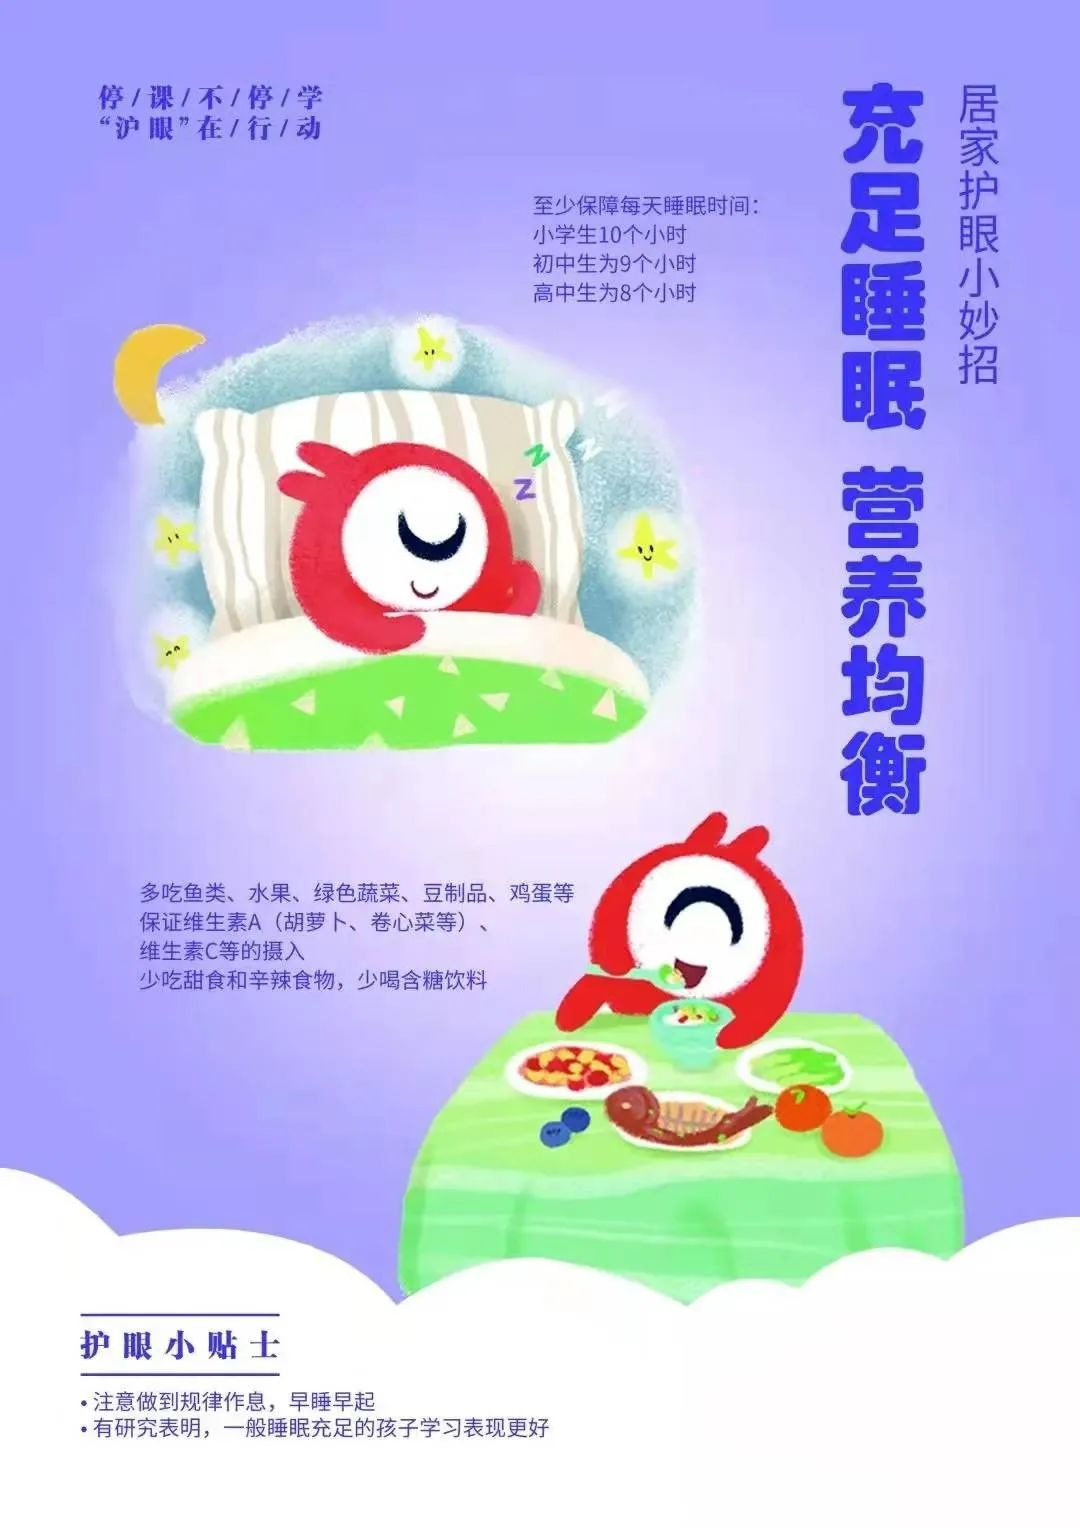 停/课/不/停/学
“沪眼”在/行/动
居家护眼小妙招
充足睡眠 营养均衡
至少保障每天睡眠时间：
小学生10个小时
初中生为9个小时
高中生为8个小时
z
z
z
多吃鱼类、水果、绿色蔬菜、豆制品、鸡蛋等
保证维生素A（胡萝卜、卷心菜等）、
维生素C等的摄入
少吃甜食和辛辣食物，少喝含糖饮料
护眼小贴士
• 注意做到规律作息，早睡早起
• 有研究表明，一般睡眠充足的孩子学习表现更好